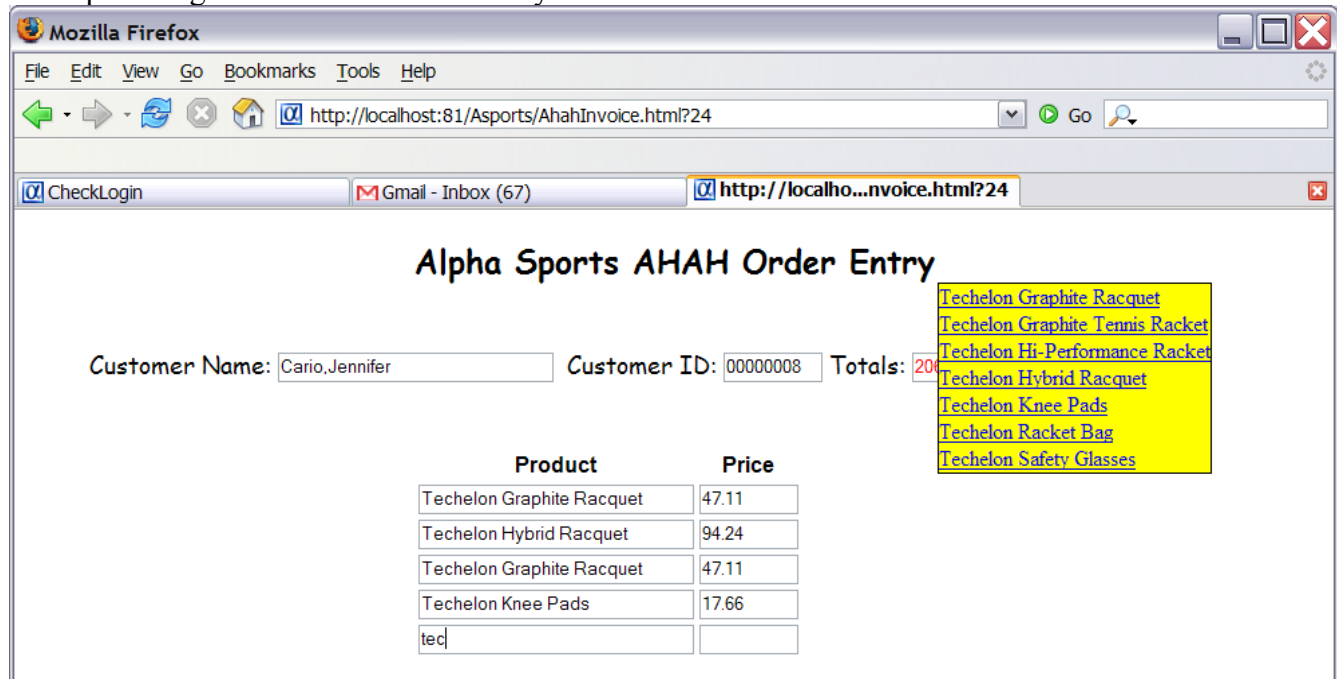 Mozilla Firefox
File Edit View Go Bookmarks Tools Help
http://localhost:81/Asports/AhahInvoice.html?24 Go
CheckLogin Gmail - Inbox (67) http://localho...nvoice.html?24
Alpha Sports AHAH Order Entry
Techelon Graphite Racquet
Techelon Graphite Tennis Racket
Techelon Hi-Performance Racket
Techelon Hybrid Racquet
Techelon Knee Pads
Techelon Racket Bag
Techelon Safety Glasses
Customer Name: Cario,Jennifer Customer ID: 00000008 Totals:
Product Price
Techelon Graphite Racquet 47.11
Techelon Hybrid Racquet 94.24
Techelon Graphite Racquet 47.11
Techelon Knee Pads 17.66
tec